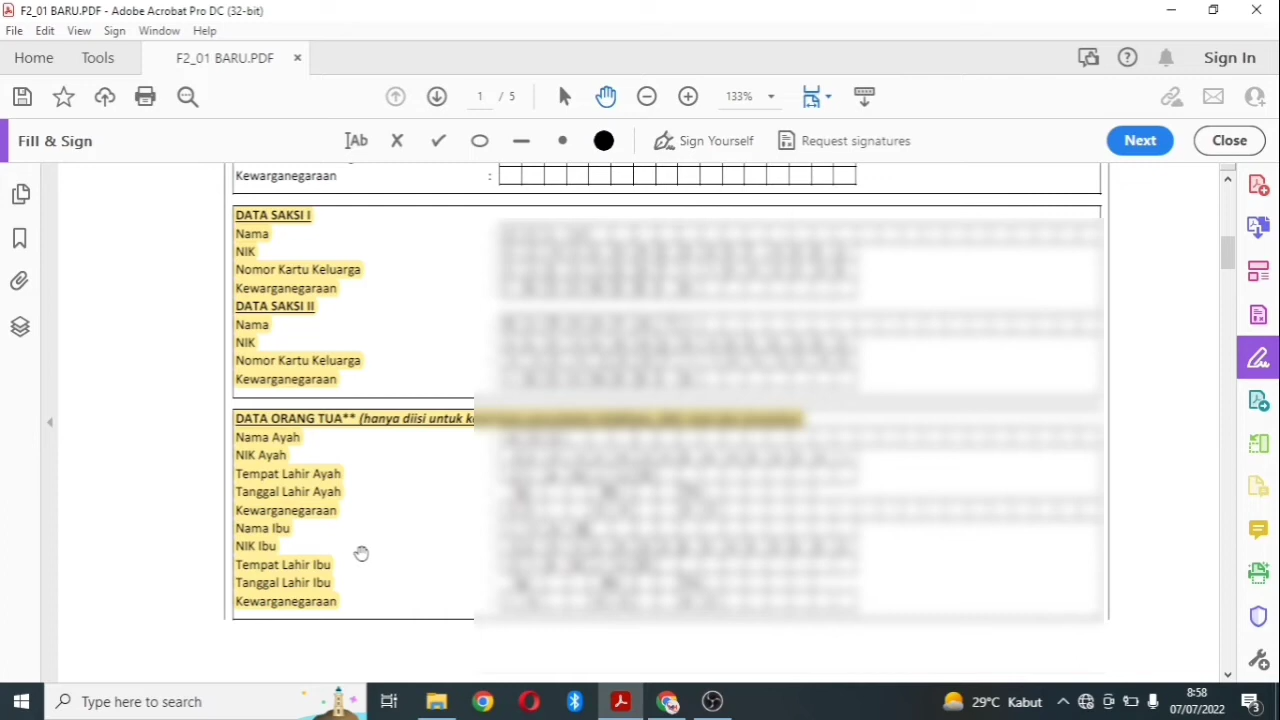 F2_01 BARU.PDF - Adobe Acrobat Pro DC (32-bit)
File Edit View Sign Window Help
Home Tools F2_01 BARU.PDF Sign In
1 / 5 133%
Fill & Sign Ab Sign Yourself Request signatures Next Close
Kewarganegaraan :
DATA SAKSI I
Nama
NIK
Nomor Kartu Keluarga
Kewarganegaraan
DATA SAKSI II
Nama
NIK
Nomor Kartu Keluarga
Kewarganegaraan
DATA ORANG TUA** (hanya diisi untuk
Nama Ayah
NIK Ayah
Tempat Lahir Ayah
Tanggal Lahir Ayah
Kewarganegaraan
Nama Ibu
NIK Ibu
Tempat Lahir Ibu
Tanggal Lahir Ibu
Kewarganegaraan
Type here to search 29°C Kabut 8:58
07/07/2022 3